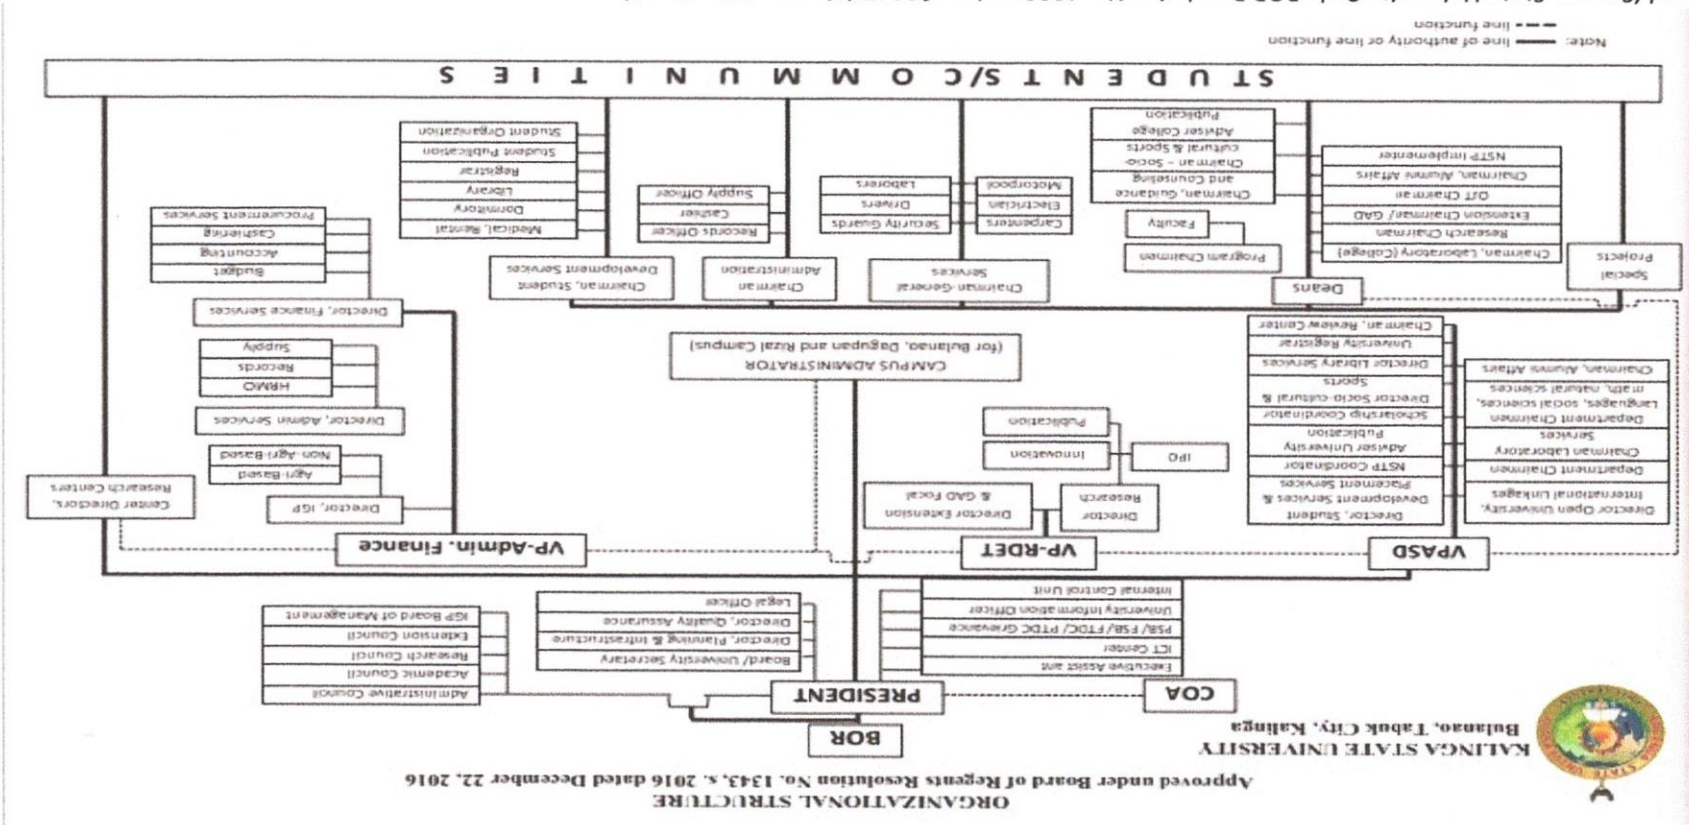 ORGANIZATIONAL STRUCTURE
Approved under Board of Regents Resolution No. 1343, s. 2016 dated December 22, 2016
KALINGA STATE UNIVERSITY
Bulanao, Tabuk City, Kalinga
BOR
COA
PRESIDENT
Executive Assist ant
ICT Center
PSB/ FSB/ FTDC/ PTDC Grievance
University Information Officer
Internal Control Unit
Board/ University Secretary
Director, Planning & Infrastructure
Director, Quality Assurance
Legal Officer
Administrative Council
Academic Council
Research Council
Extension Council
IGP Board of Management
VPASD
VP-RDET
VP-Admin. Finance
Director Open University,
International Linkages
Department Chairmen
Chairman Laboratory
Services
Department Chairmen
Languages, social sciences,
math, natural sciences
Chairman, Alumni Affairs
Director, Student
Development Services &
Placement Services
NSTP Coordinator
Adviser University
Publication
Scholarship Coordinator
Director Socio-cultural &
Sports
Director Library Services
University Registrar
Chairman, Review Center
Director
Research
Director Extension
& GAD Focal
IPO
Innovation
Publication
Director, IGP
Agri-Based
Non-Agri-Based
Director, Admin Services
HRMO
Records
Supply
Director, Finance Services
Budget
Accounting
Cashiering
Procurement Services
Center Directors,
Research Centers
CAMPUS ADMINISTRATOR
(for Bulanao, Dagupan and Rizal Campus)
Special
Projects
Deans
Chairman, Laboratory (College)
Research Chairman
Extension Chairman/ GAD
OJT Chairman
Chairman, Alumni Affairs
NSTP Implementer
Program Chairmen
Faculty
Chairman, Guidance
and Counseling
Chairman – Socio-
cultural & Sports
Adviser College
Publication
Chairman-General
Services
Carpenters
Electrician
Motorpool
Security Guards
Drivers
Laborers
Chairman
Administration
Records Officer
Cashier
Supply Officer
Chairman, Student
Development Services
Medical, Rental
Dormitory
Library
Registrar
Student Publication
Student Organization
STUDENTS/COMMUNITIES
Note: line of authority or line function
line function